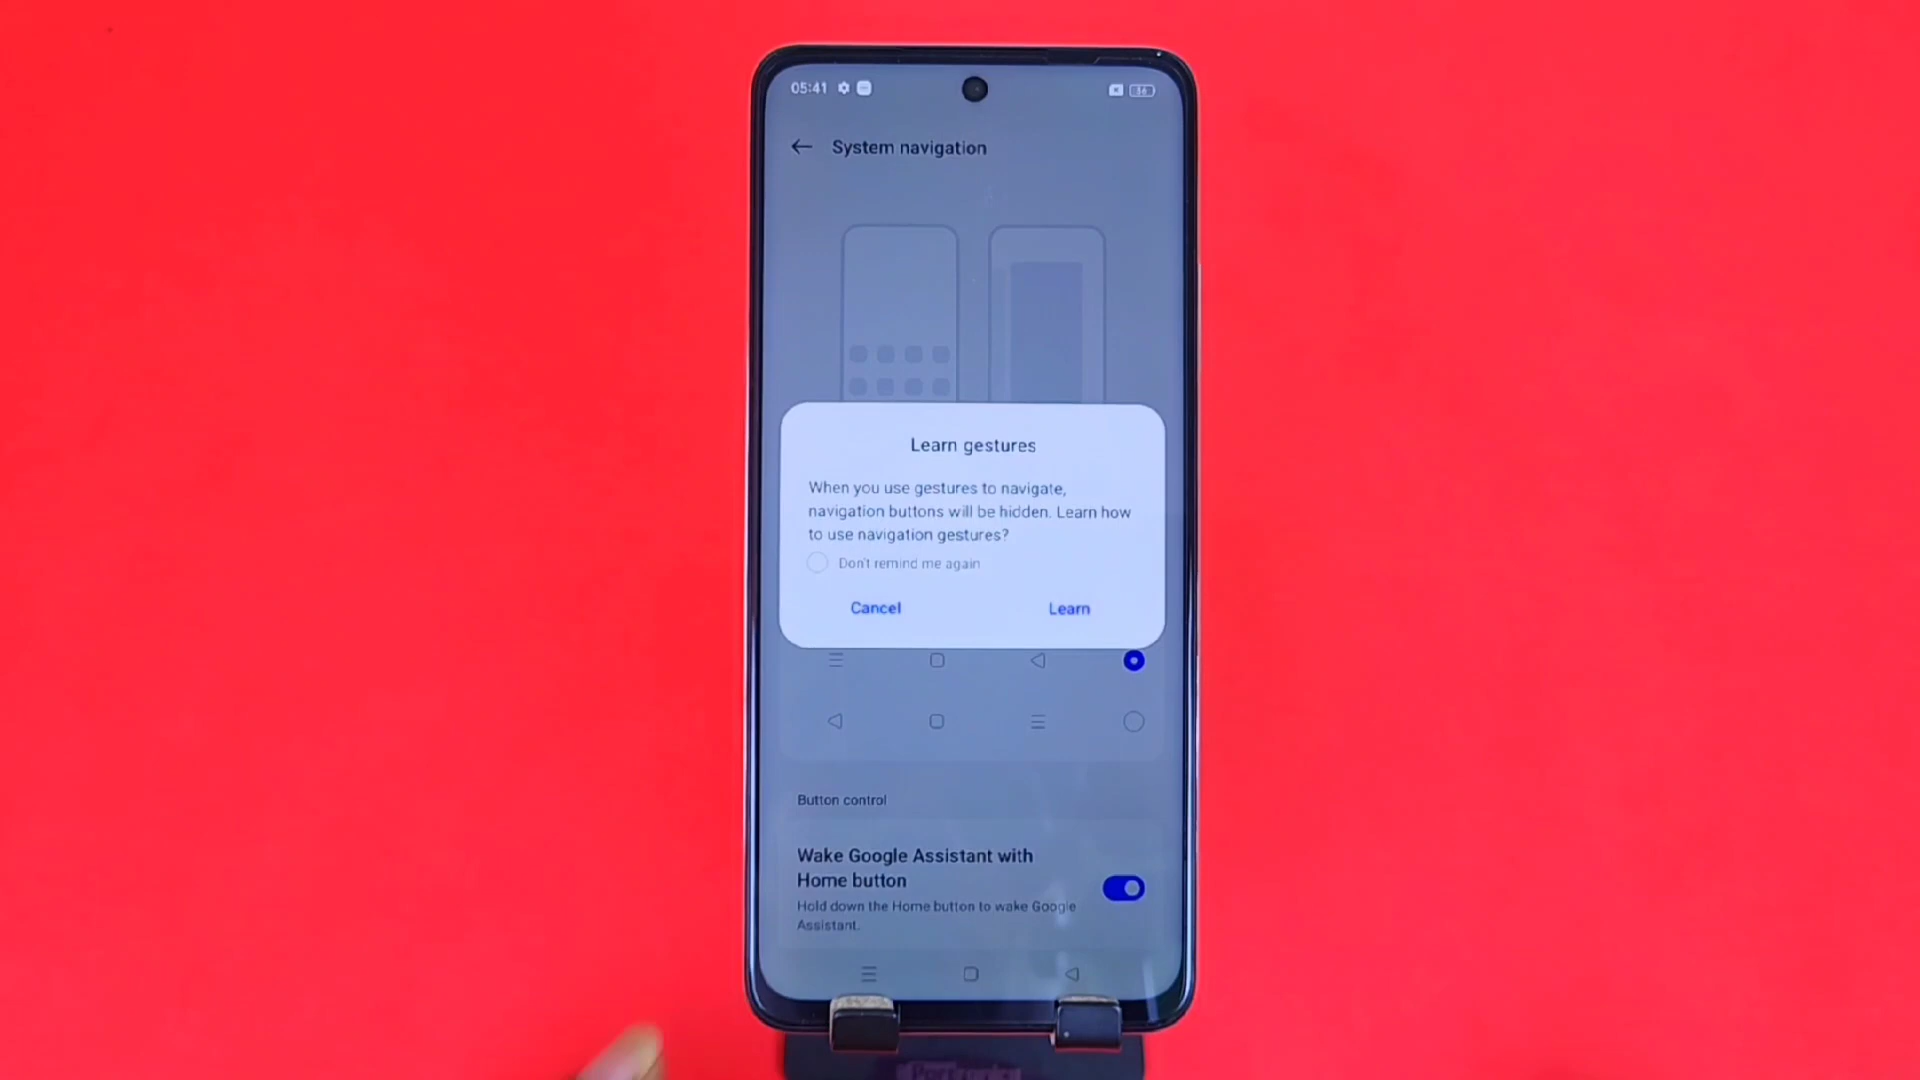 05:41
36
System navigation
Learn gestures
When you use gestures to navigate,
navigation buttons will be hidden. Learn how
to use navigation gestures?
Don't remind me again
Cancel
Learn
Button control
Wake Google Assistant with
Home button
Hold down the Home button to wake Google
Assistant.